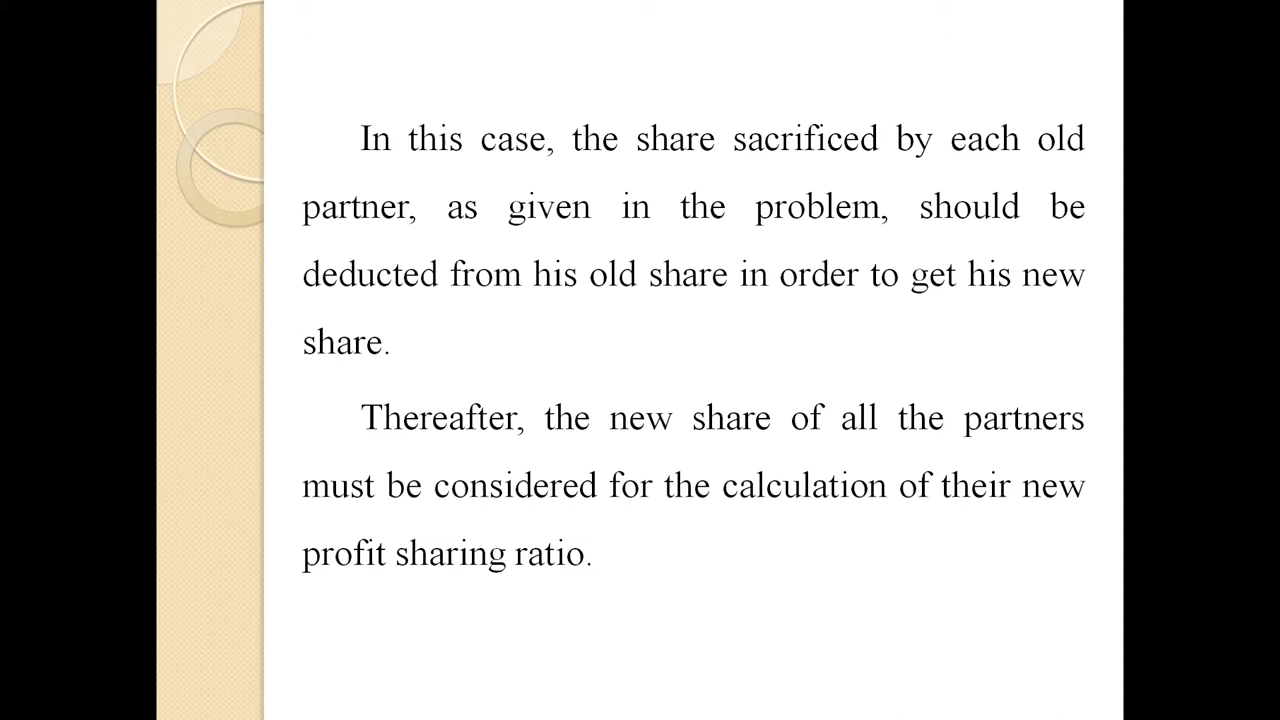 In this case, the share sacrificed by each old
partner, as given in the problem, should be
deducted from his old share in order to get his new
share.
Thereafter, the new share of all the partners
must be considered for the calculation of their new
profit sharing ratio.